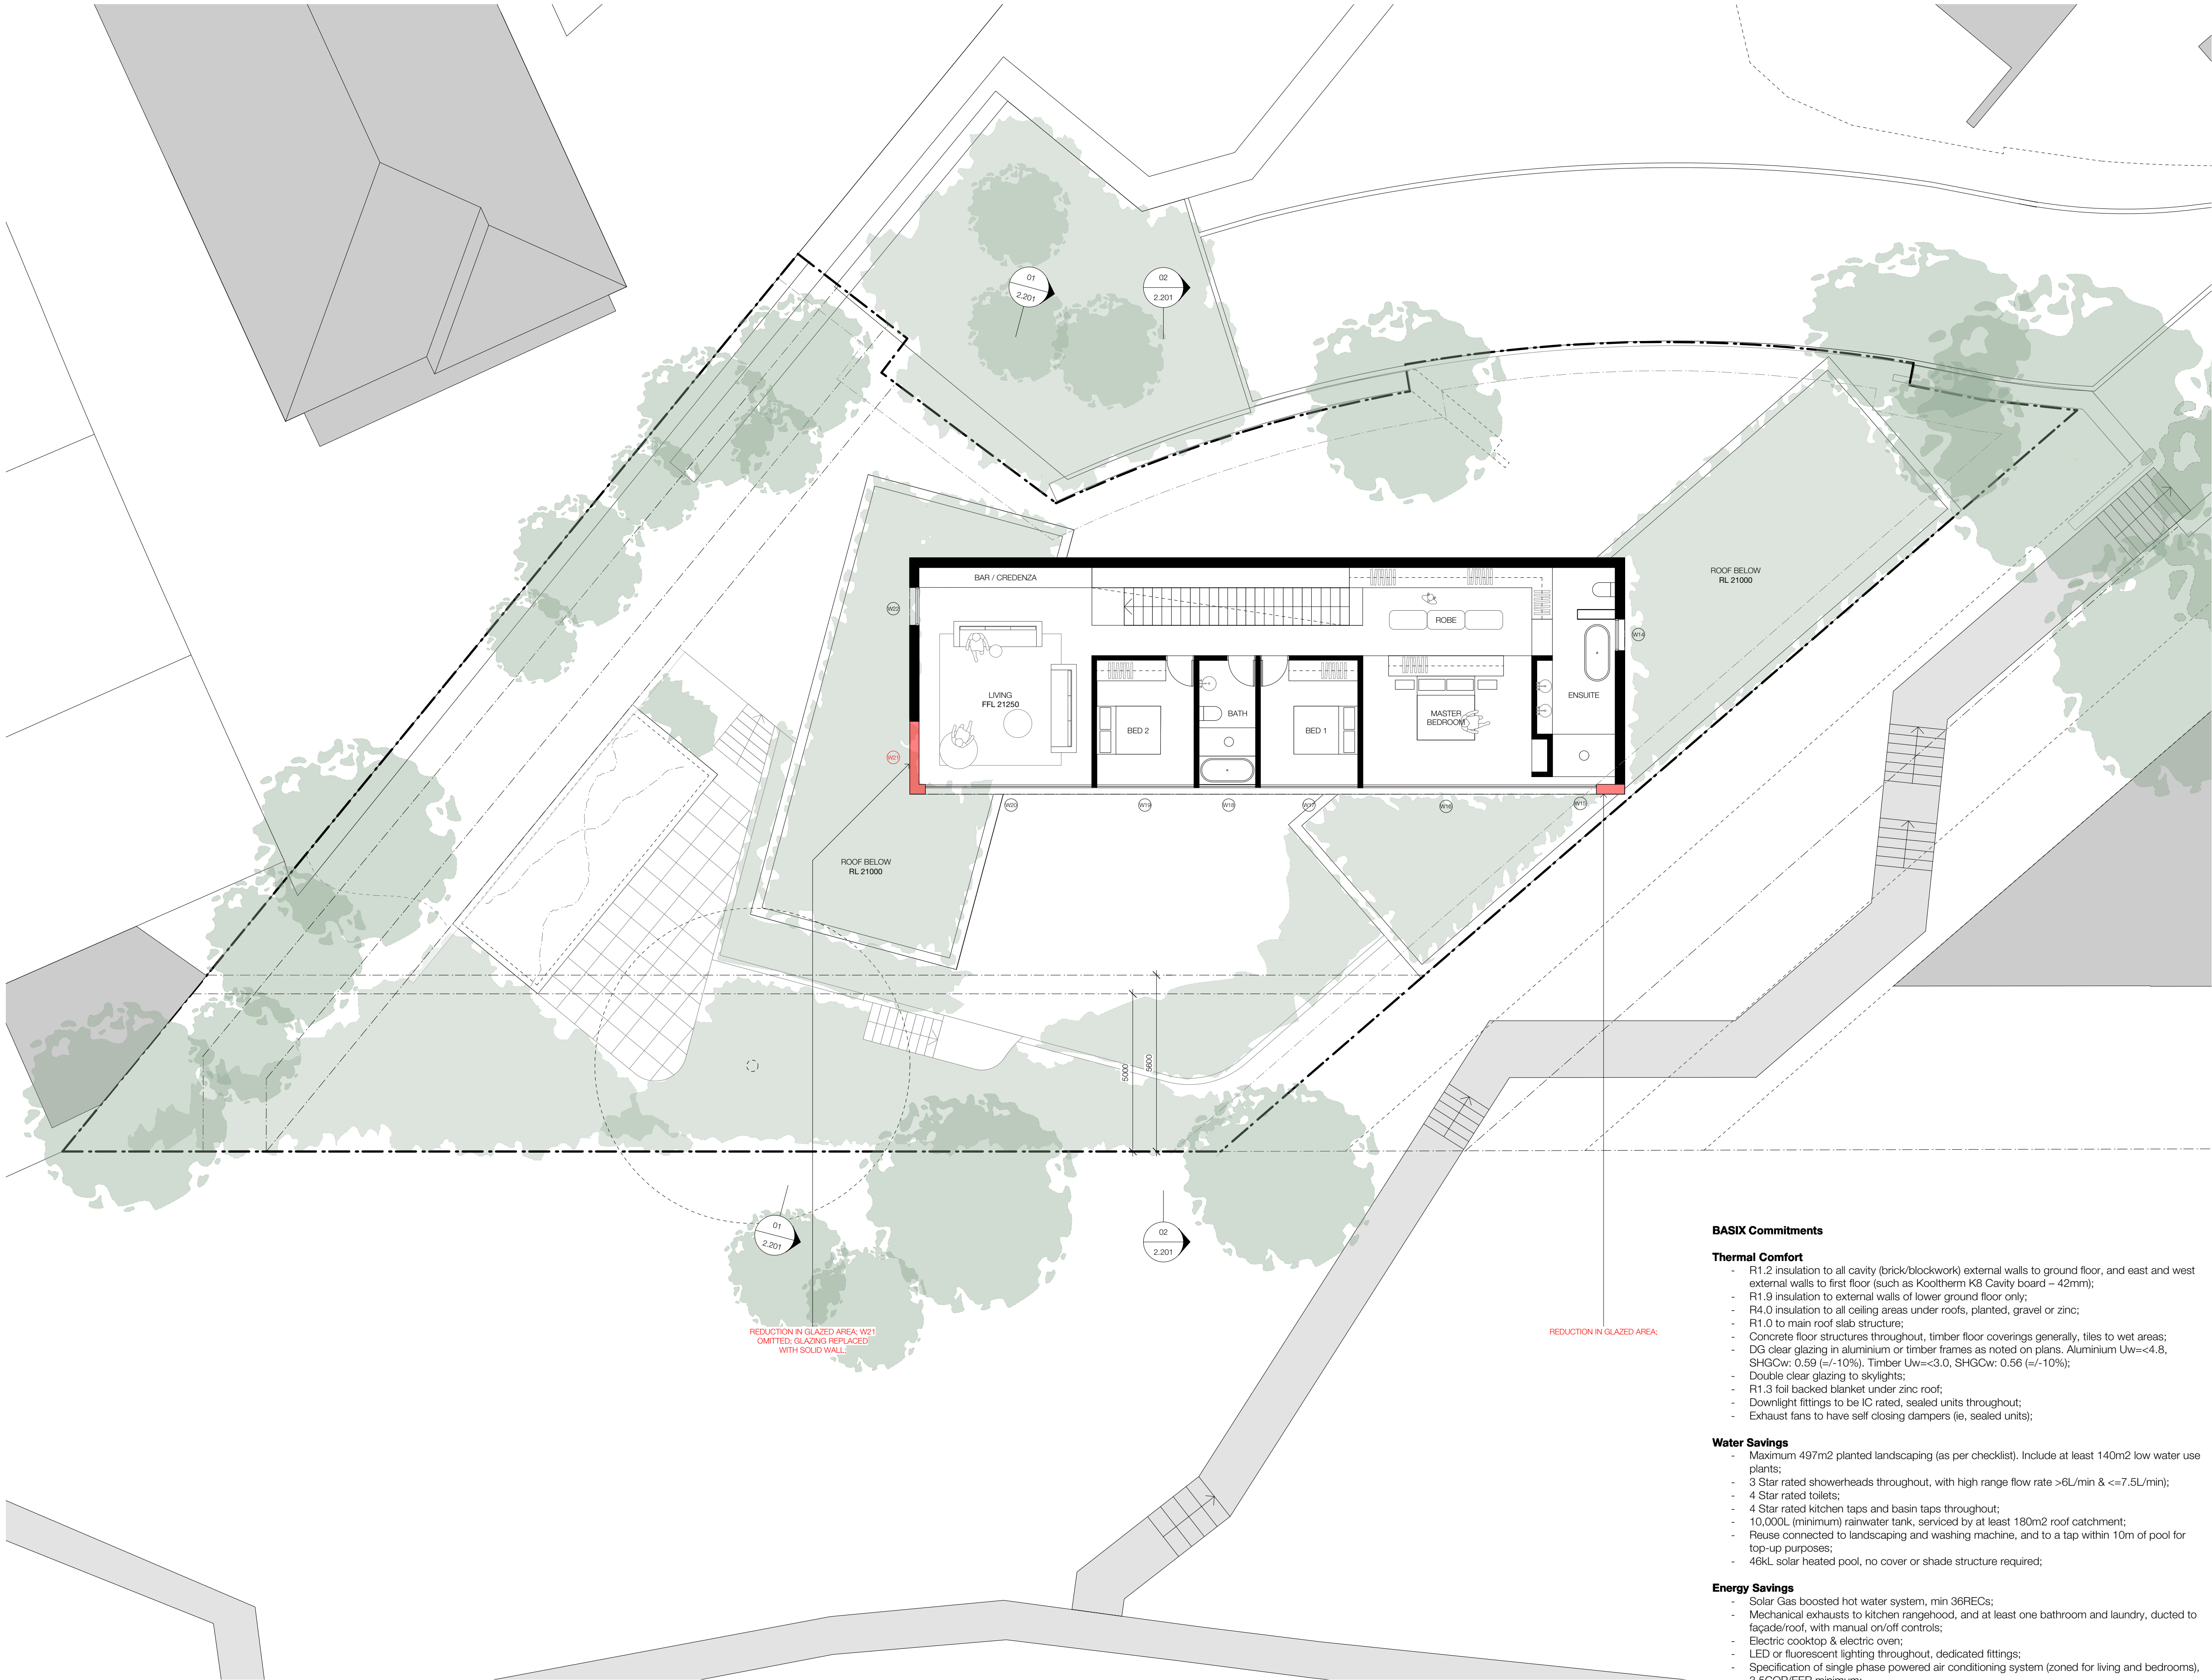 01
2.201
02
2.201
BAR / CREDENZA
ROOF BELOW
RL 21000
W22
ROBE
W14
LIVING
FFL 21250
ENSUITE
BATH
MASTER
BEDROOM
BED 2
BED 1
W21
W20
W19
W18
W17
W16
W15
ROOF BELOW
RL 21000
5000
5600
01
2.201
02
2.201
REDUCTION IN GLAZED AREA; W21
OMITTED; GLAZING REPLACED
WITH SOLID WALL;
REDUCTION IN GLAZED AREA;
BASIX Commitments
Thermal Comfort
- R1.2 insulation to all cavity (brick/blockwork) external walls to ground floor, and east and west
external walls to first floor (such as Kooltherm K8 Cavity board – 42mm);
- R1.9 insulation to external walls of lower ground floor only;
- R4.0 insulation to all ceiling areas under roofs, planted, gravel or zinc;
- R1.0 to main roof slab structure;
- Concrete floor structures throughout, timber floor coverings generally, tiles to wet areas;
- DG clear glazing in aluminium or timber frames as noted on plans. Aluminium Uw=<4.8,
SHGCw: 0.59 (=/-10%). Timber Uw=<3.0, SHGCw: 0.56 (=/-10%);
- Double clear glazing to skylights;
- R1.3 foil backed blanket under zinc roof;
- Downlight fittings to be IC rated, sealed units throughout;
- Exhaust fans to have self closing dampers (ie, sealed units);
Water Savings
- Maximum 497m2 planted landscaping (as per checklist). Include at least 140m2 low water use
plants;
- 3 Star rated showerheads throughout, with high range flow rate >6L/min & <=7.5L/min);
- 4 Star rated toilets;
- 4 Star rated kitchen taps and basin taps throughout;
- 10,000L (minimum) rainwater tank, serviced by at least 180m2 roof catchment;
- Reuse connected to landscaping and washing machine, and to a tap within 10m of pool for
top-up purposes;
- 46kL solar heated pool, no cover or shade structure required;
Energy Savings
- Solar Gas boosted hot water system, min 36RECs;
- Mechanical exhausts to kitchen rangehood, and at least one bathroom and laundry, ducted to
façade/roof, with manual on/off controls;
- Electric cooktop & electric oven;
- LED or fluorescent lighting throughout, dedicated fittings;
- Specification of single phase powered air conditioning system (zoned for living and bedrooms),
3.5COP/EER minimum;